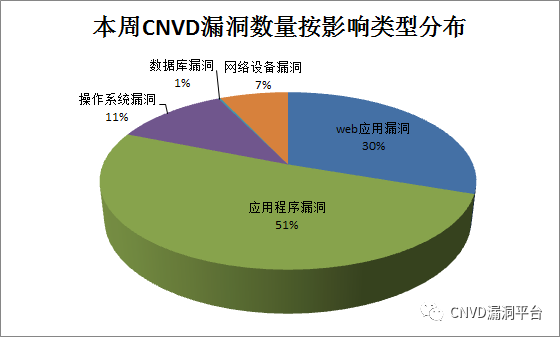 本周CNVD漏洞数量按影响类型分布
数据库漏洞
1%
网络设备漏洞
7%
操作系统漏洞
11%
web应用漏洞
30%
应用程序漏洞
51%
CNVD漏洞平台